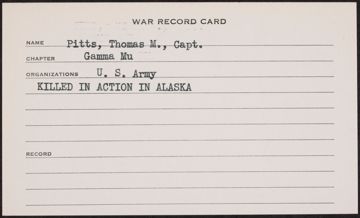 WAR RECORD CARD
NAME Pitts, Thomas M., Capt.
CHAPTER Gamma Mu
ORGANIZATIONS U. S. Army
KILLED IN ACTION IN ALASKA
RECORD